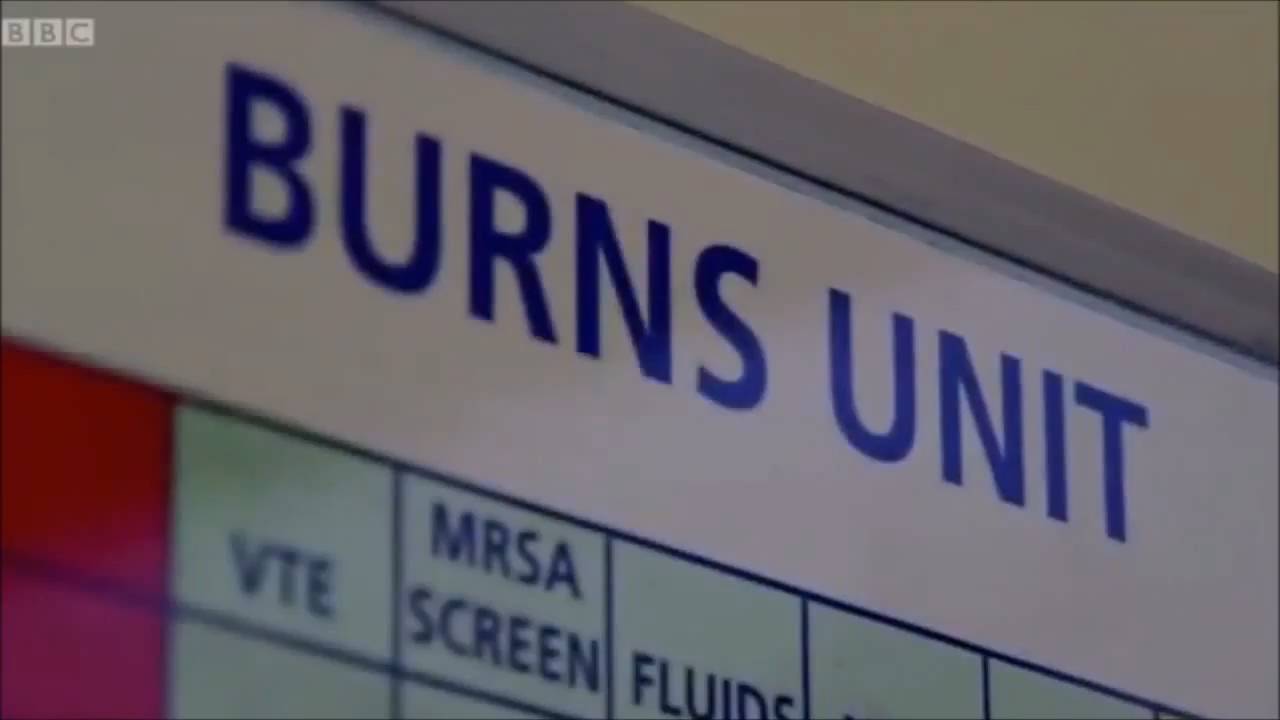 BBC
BURNS UNIT
VTE
MRSA
SCREEN
FLUIDS